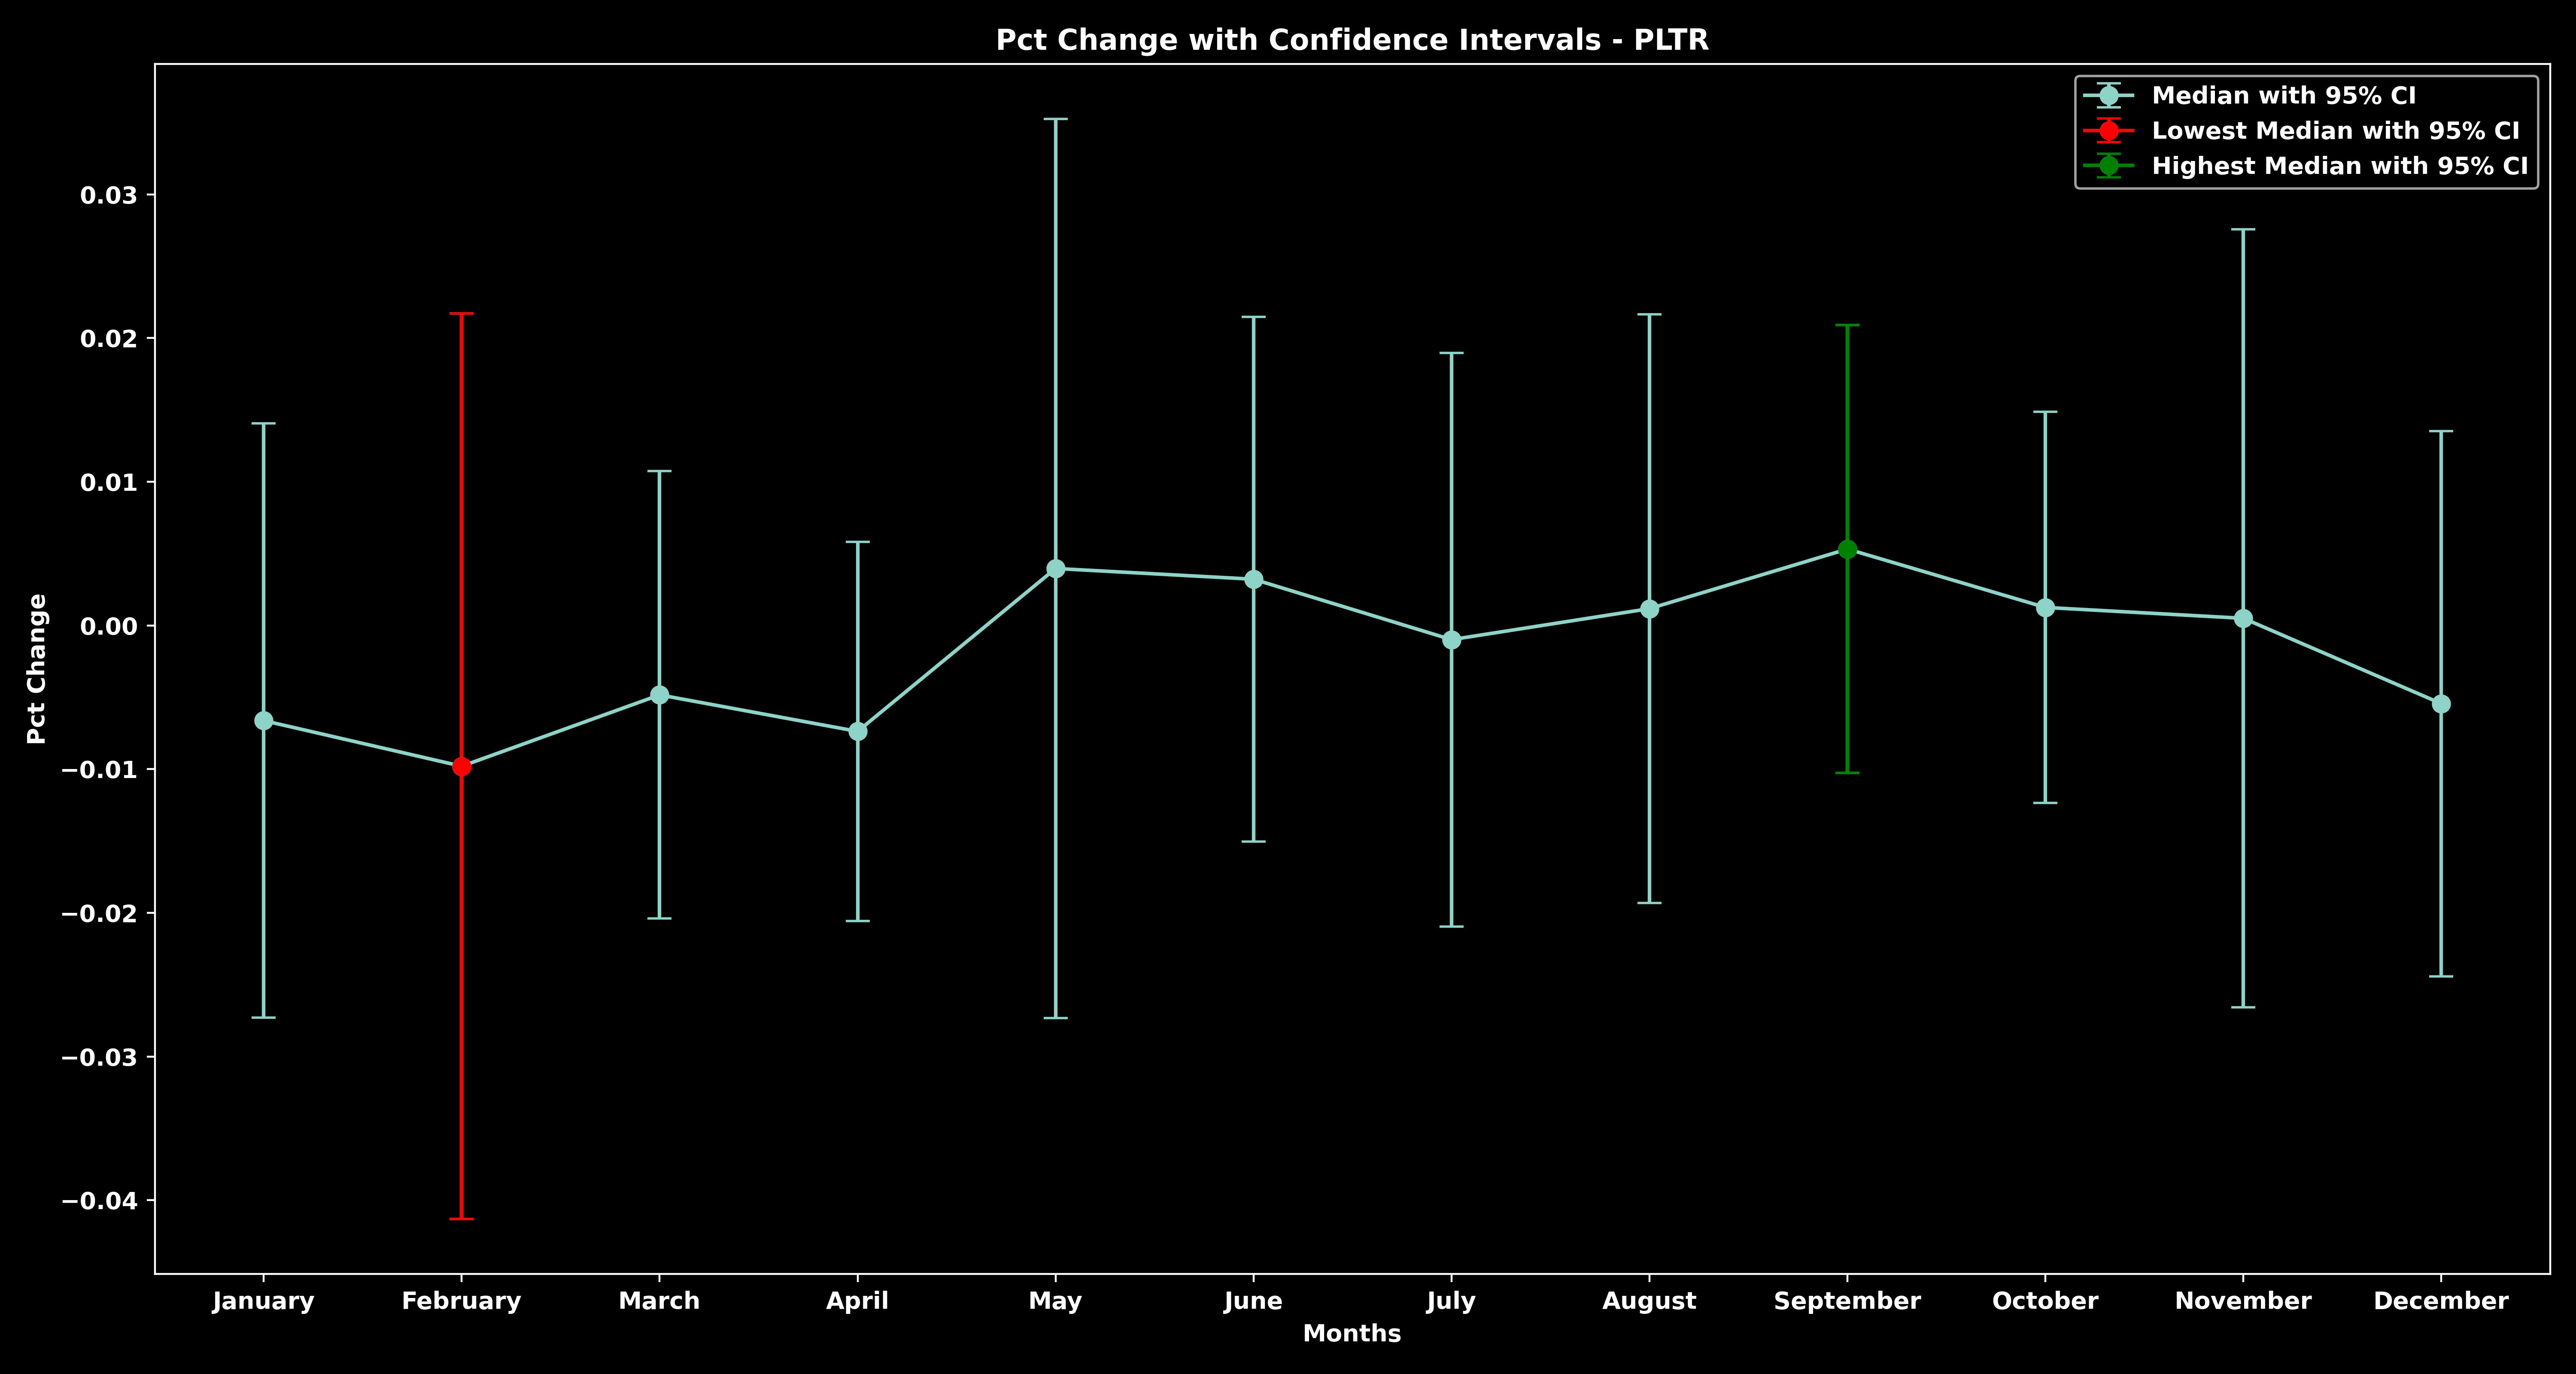 Pct Change with Confidence Intervals - PLTR
Median with 95% CI
Lowest Median with 95% CI
Highest Median with 95% CI
0.03
0.02
0.01
0.00
−0.01
−0.02
−0.03
−0.04
Pct Change
January February March April May June July August September October November December
Months